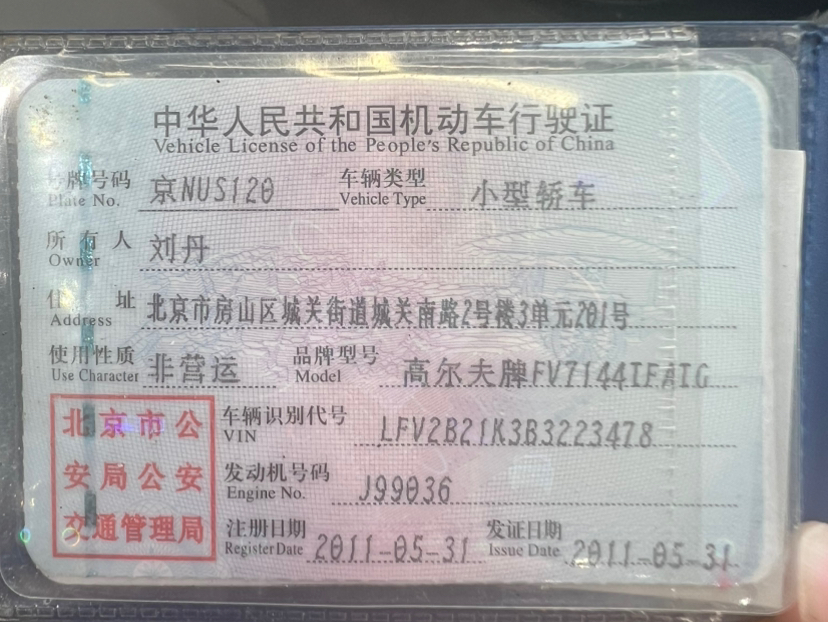 中华人民共和国机动车行驶证
Vehicle License of the People's Republic of China
号牌号码 京NUS120 车辆类型 小型轿车
Plate No. Vehicle Type
所有人 刘丹
Owner
住址 北京市房山区城关街道城关南路2号楼3单元201号
Address
使用性质 非营运 品牌型号 高尔夫牌FV7144IFATG
Use Character Model
北京市公安局公安交通管理局
车辆识别代号 LFV2B21K3B3223478
VIN
发动机号码 J99036
Engine No.
注册日期 2011-05-31 发证日期 2011-05-31
Register Date Issue Date